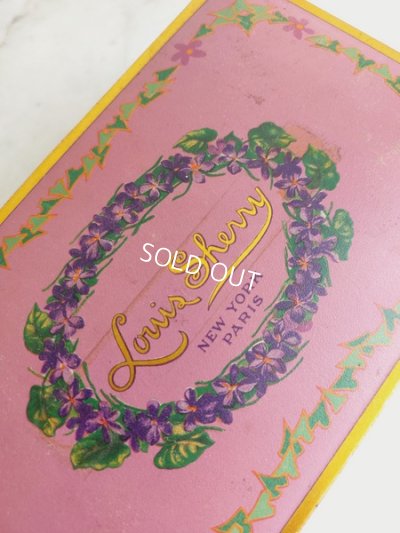 Louis Sherry
NEW YORK
PARIS
SOLD OUT